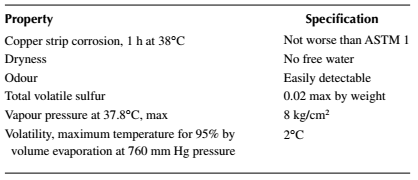 Property Specification
Copper strip corrosion, 1 h at 38°C Not worse than ASTM 1
Dryness No free water
Odour Easily detectable
Total volatile sulfur 0.02 max by weight
Vapour pressure at 37.8°C, max 8 kg/cm²
Volatility, maximum temperature for 95% by 2°C
volume evaporation at 760 mm Hg pressure